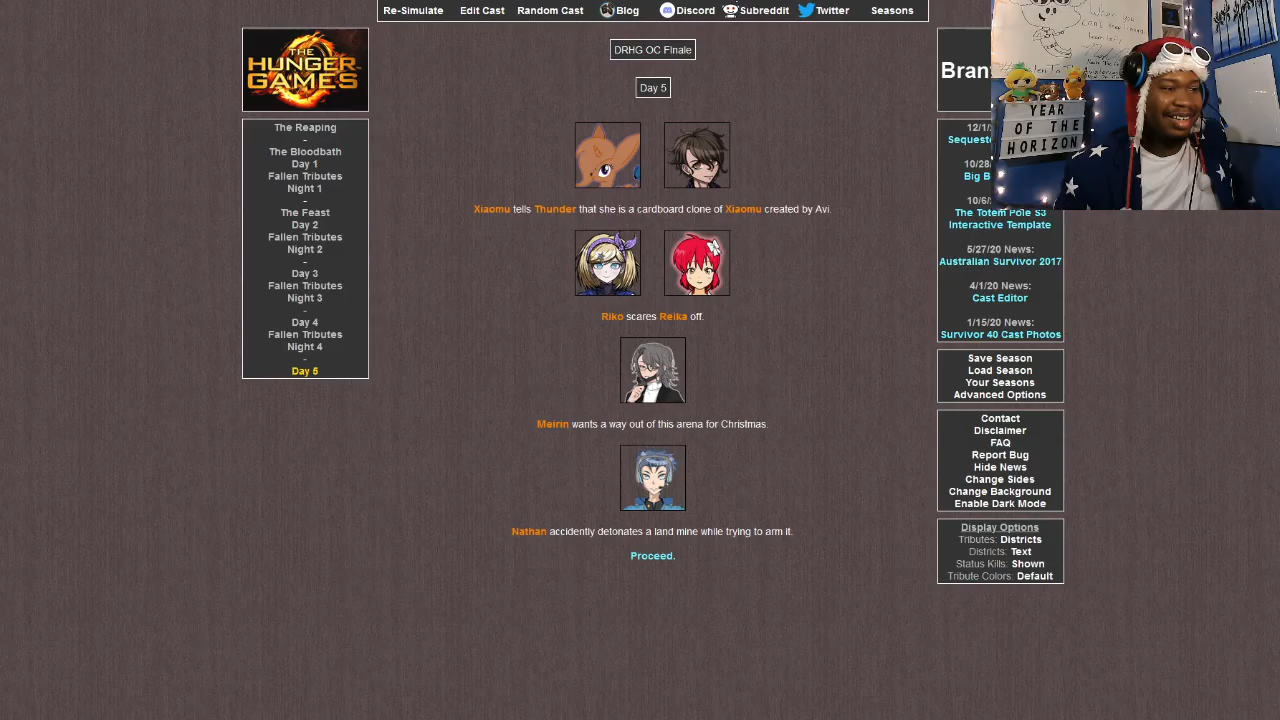 Re-Simulate Edit Cast Random Cast Blog Discord Subreddit Twitter Seasons
THE HUNGER GAMES
The Reaping
-
The Bloodbath
Day 1
Fallen Tributes
Night 1
-
The Feast
Day 2
Fallen Tributes
Night 2
-
Day 3
Fallen Tributes
Night 3
-
Day 4
Fallen Tributes
Night 4
-
Day 5
DRHG OC FInale
Day 5
Xiaomu tells Thunder that she is a cardboard clone of Xiaomu created by Avi.
Riko scares Reika off.
Meirin wants a way out of this arena for Christmas.
Nathan accidently detonates a land mine while trying to arm it.
Proceed.
YEAR
OF THE
HORIZON
The Totem Pole S3
Interactive Template
5/27/20 News:
Australian Survivor 2017
4/1/20 News:
Cast Editor
1/15/20 News:
Survivor 40 Cast Photos
Save Season
Load Season
Your Seasons
Advanced Options
Contact
Disclaimer
FAQ
Report Bug
Hide News
Change Sides
Change Background
Enable Dark Mode
Display Options
Tributes: Districts
Districts: Text
Status Kills: Shown
Tribute Colors: Default